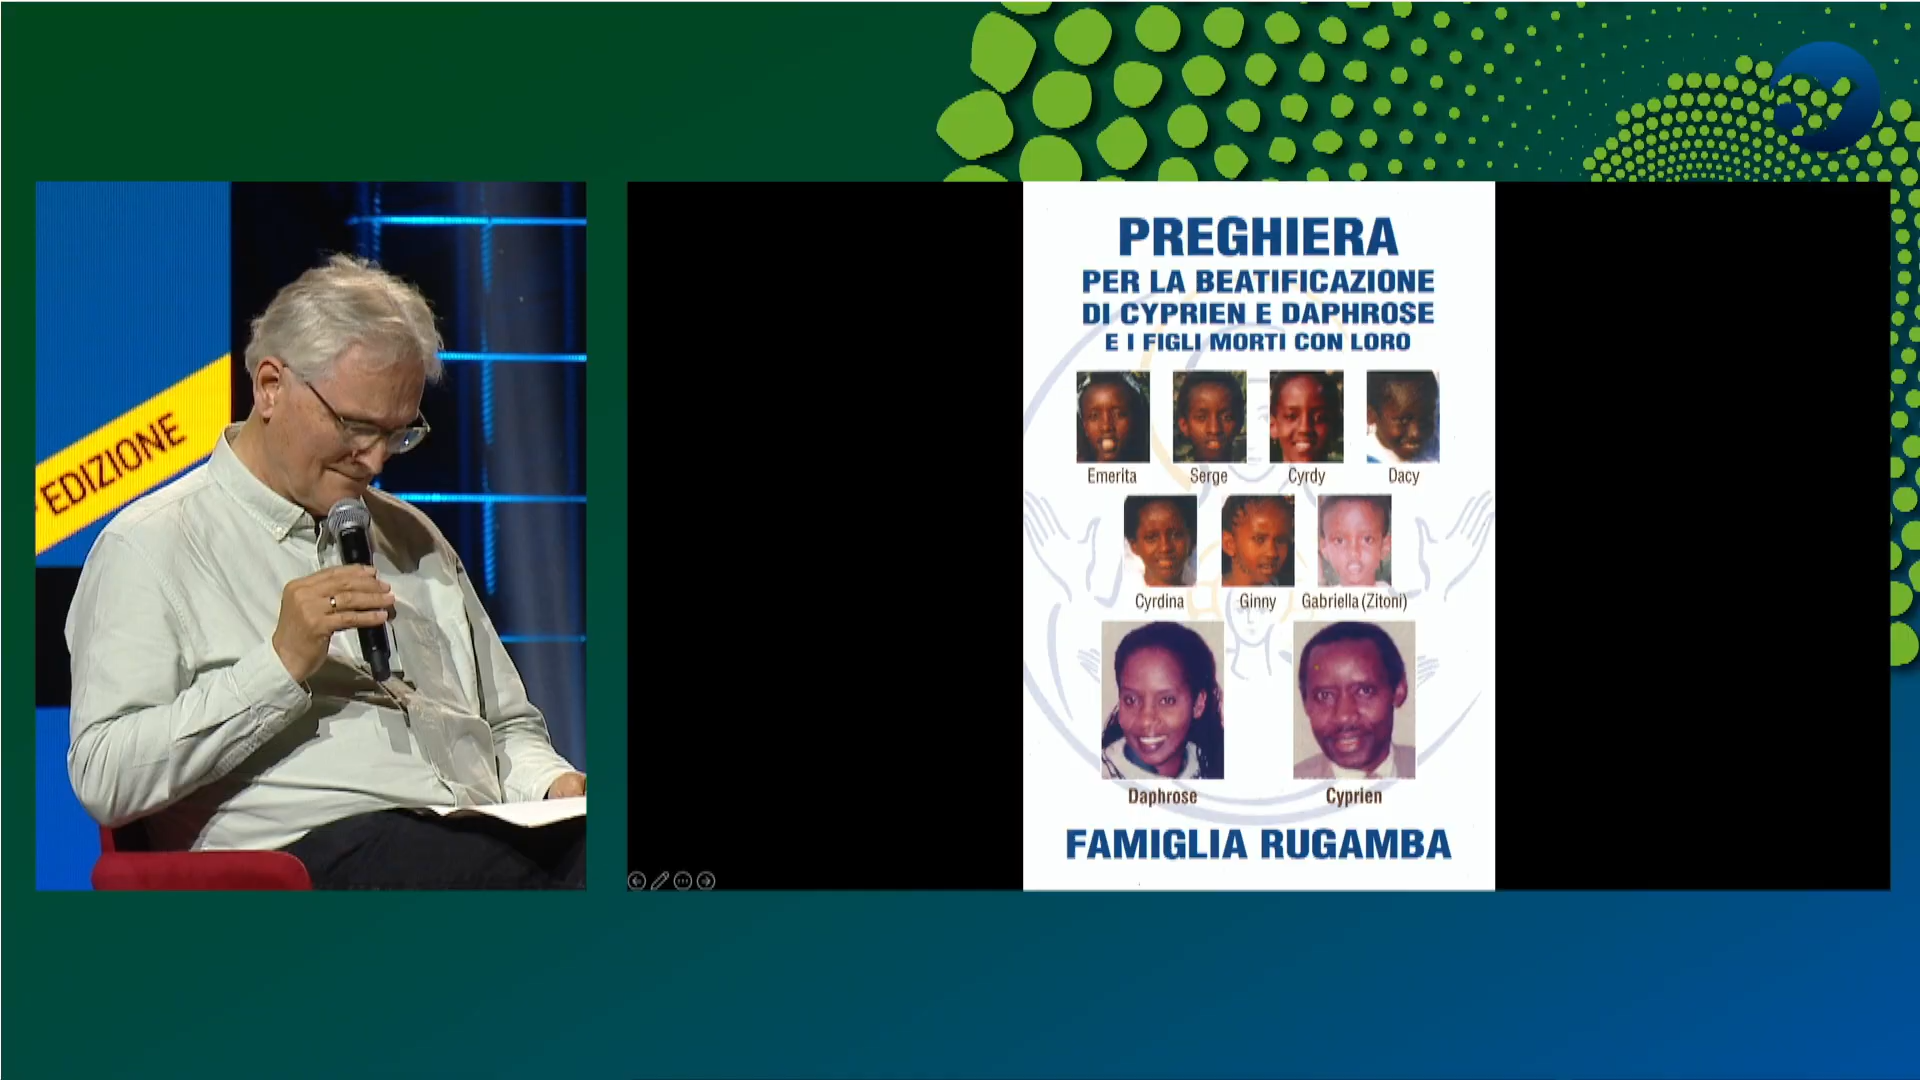 EDIZIONE
PREGHIERA
PER LA BEATIFICAZIONE
DI CYPRIEN E DAPHROSE
E I FIGLI MORTI CON LORO
Emerita Serge Cyrdy Dacy
Cyrdina Ginny Gabriella (Zitoni)
Daphrose Cyprien
FAMIGLIA RUGAMBA